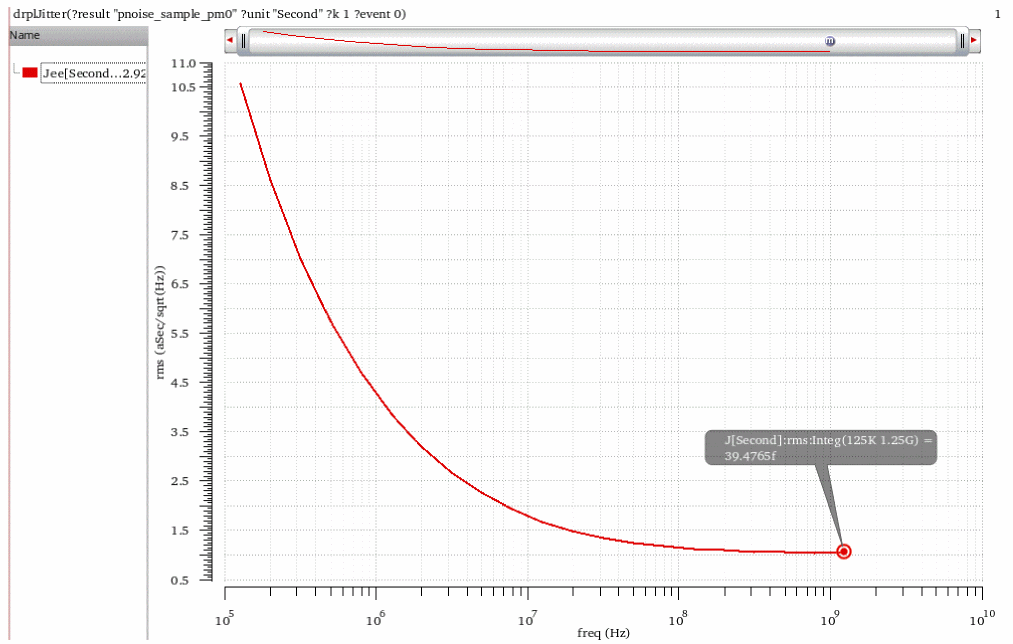 drplJitter(?result "pnoise_sample_pm0" ?unit "Second" ?k 1 ?event 0)
1
Name
Jee[Second...2.92
m
11.0
10.5
9.5
8.5
7.5
6.5
5.5
4.5
3.5
2.5
1.5
0.5
rms (aSec/sqrt(Hz))
J[Second]:rms:Integ(125K 1.25G) =
39.4765f
10^5
10^6
10^7
10^8
10^9
10^10
freq (Hz)